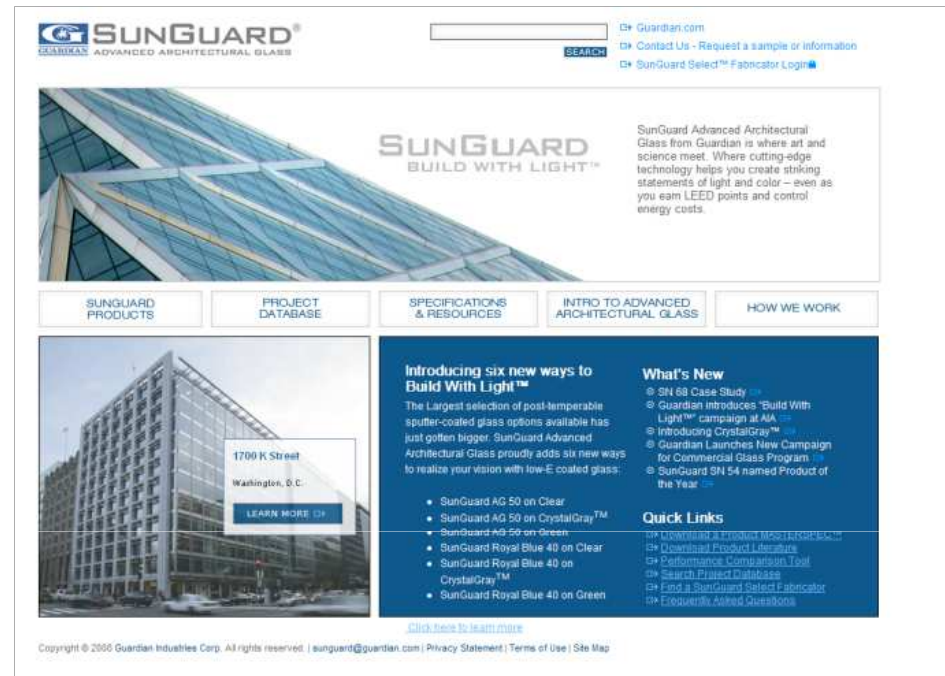 SUNGUARD®
GUARDIAN
ADVANCED ARCHITECTURAL GLASS
SEARCH
Guardian.com
Contact Us - Request a sample or information
SunGuard Select™ Fabricator Login
SUNGUARD
BUILD WITH LIGHT™
SunGuard Advanced Architectural
Glass from Guardian is where art and
science meet. Where cutting-edge
technology helps you create striking
statements of light and color – even as
you earn LEED points and control
energy costs.
SUNGUARD
PRODUCTS
PROJECT
DATABASE
SPECIFICATIONS
& RESOURCES
INTRO TO ADVANCED
ARCHITECTURAL GLASS
HOW WE WORK
1700 K Street
Washington, D.C.
LEARN MORE
Introducing six new ways to
Build With Light™
The Largest selection of post-temperable
sputter-coated glass options available has
just gotten bigger. SunGuard Advanced
Architectural Glass proudly adds six new ways
to realize your vision with low-E coated glass:
SunGuard AG 50 on Clear
SunGuard AG 50 on CrystalGray™
SunGuard AG 50 on Green
SunGuard Royal Blue 40 on Clear
SunGuard Royal Blue 40 on
CrystalGray™
SunGuard Royal Blue 40 on Green
Click here to learn more
What's New
SN 68 Case Study
Guardian introduces "Build With
Light™" campaign at AIA
Introducing CrystalGray™
Guardian Launches New Campaign
for Commercial Glass Program
SunGuard SN 54 named Product of
the Year
Quick Links
Download a Product MASTERSPEC™
Download Product Literature
Performance Comparison Tool
Search Project Database
Find a SunGuard Select Fabricator
Frequently Asked Questions
Copyright © 2008 Guardian Industries Corp. All rights reserved. | sunguard@guardian.com | Privacy Statement | Terms of Use | Site Map